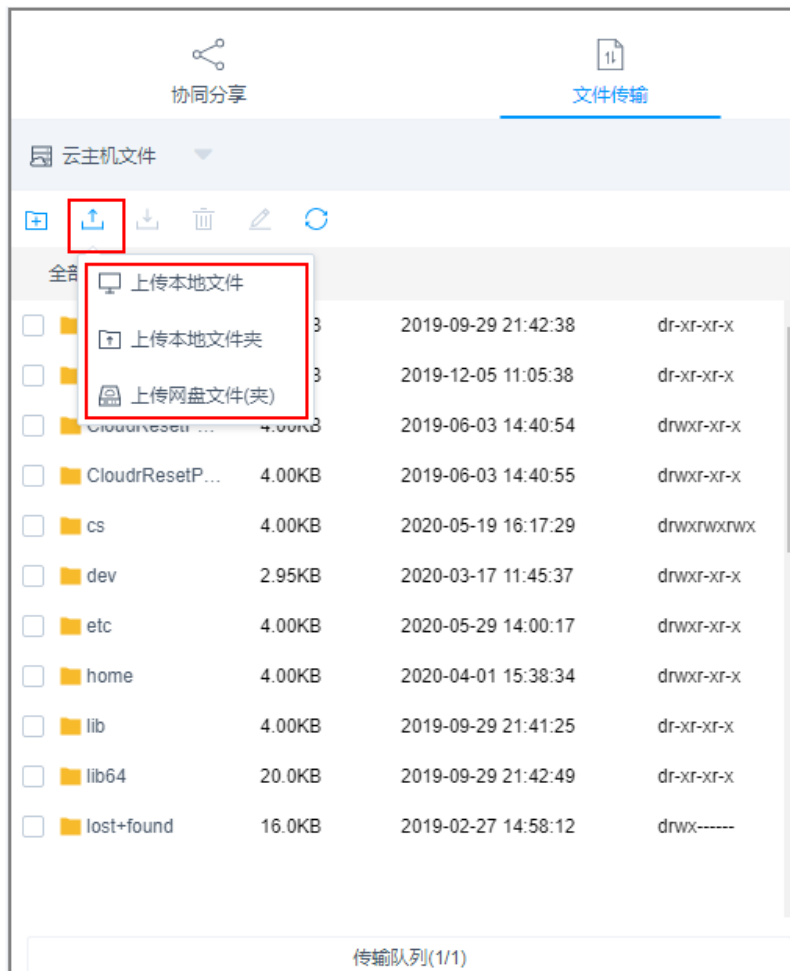 协同分享 文件传输
云主机文件
全部
上传本地文件
上传本地文件夹
上传网盘文件(夹)
2019-09-29 21:42:38 dr-xr-xr-x
2019-12-05 11:05:38 dr-xr-xr-x
CloudResetP... 4.00KB 2019-06-03 14:40:54 drwxr-xr-x
CloudrResetP... 4.00KB 2019-06-03 14:40:55 drwxr-xr-x
cs 4.00KB 2020-05-19 16:17:29 drwxrwxrwx
dev 2.95KB 2020-03-17 11:45:37 drwxr-xr-x
etc 4.00KB 2020-05-29 14:00:17 drwxr-xr-x
home 4.00KB 2020-04-01 15:38:34 drwxr-xr-x
lib 4.00KB 2019-09-29 21:41:25 dr-xr-xr-x
lib64 20.0KB 2019-09-29 21:42:49 dr-xr-xr-x
lost+found 16.0KB 2019-02-27 14:58:12 drwx------
传输队列(1/1)